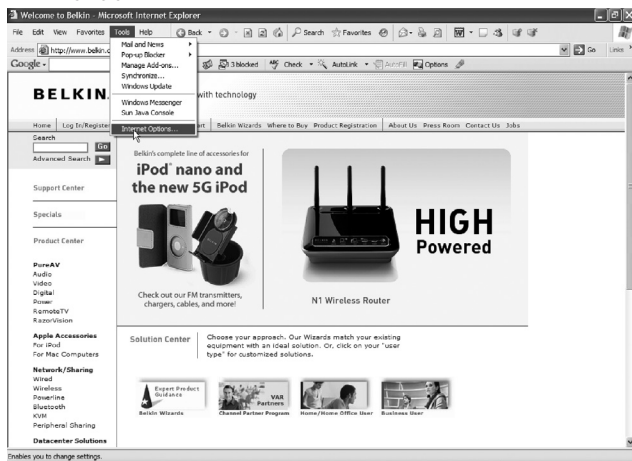 Welcome to Belkin - Microsoft Internet Explorer
File Edit View Favorites Tools Help Back Search Favorites
Address http://www.belkin.c Go Links
Google 3 blocked Check AutoLink AutoFill Options
Mail and News
Pop-up Blocker
Manage Add-ons...
Synchronize...
Windows Update
Windows Messenger
Sun Java Console
Internet Options...
BELKIN. with technology
Home Log In/Register Belkin Wizards Where to Buy Product Registration About Us Press Room Contact Us Jobs
Search
Go
Advanced Search
Support Center
Specials
Product Center
PureAV
Audio
Video
Digital
Power
RemoteTV
RazorVision
Apple Accessories
For iPod
For Mac Computers
Network/Sharing
Wired
Wireless
Powerline
Bluetooth
KVM
Peripheral Sharing
Datacenter Solutions
Belkin's complete line of accessories for
iPod® nano and
the new 5G iPod
Check out our FM transmitters,
chargers, cables, and more!
HIGH
Powered
N1 Wireless Router
Solution Center
Choose your approach. Our Wizards match your existing
equipment with an ideal solution. Or, click on your "user
type" for customized solutions.
Expert Product
Guidance
Belkin Wizards
VAR
Partners
Channel Partner Program
Home/Home Office User
Business User
Enables you to change settings.